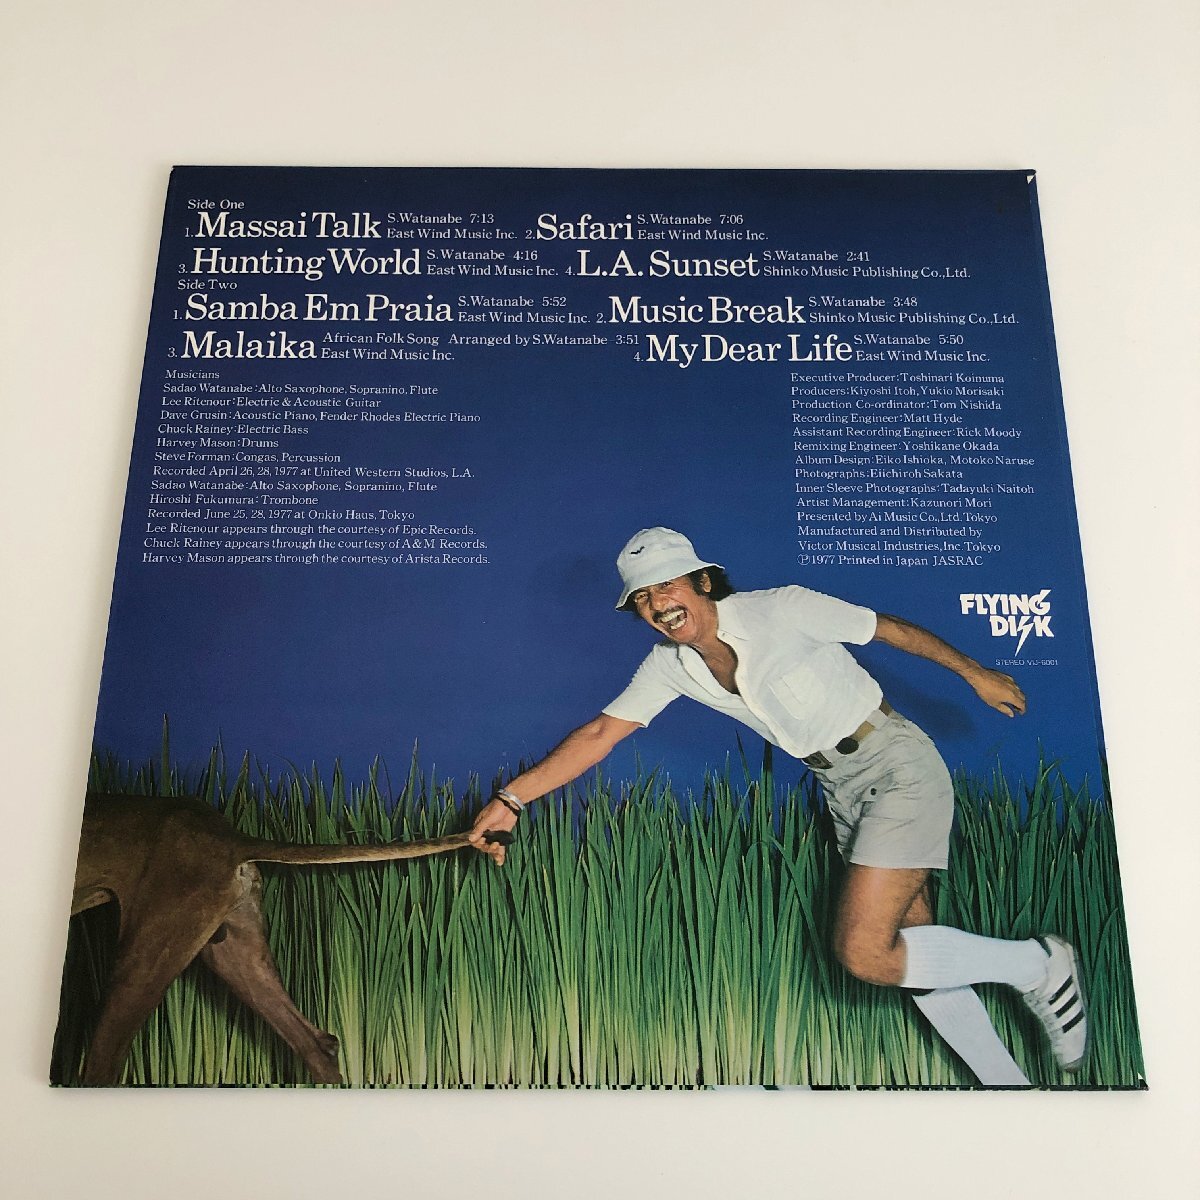 Side One
1. Massai Talk S.Watanabe 7:13 East Wind Music Inc. 2. Safari S.Watanabe 7:06 East Wind Music Inc.
3. Hunting World S.Watanabe 4:16 East Wind Music Inc. 4. L.A. Sunset S.Watanabe 2:41 Shinko Music Publishing Co.,Ltd.
Side Two
1. Samba Em Praia S.Watanabe 5:52 East Wind Music Inc. 2. Music Break S.Watanabe 3:48 Shinko Music Publishing Co.,Ltd.
3. Malaika African Folk Song Arranged by S.Watanabe 3:51 East Wind Music Inc. 4. My Dear Life S.Watanabe 5:50 East Wind Music Inc.
Musicians
Sadao Watanabe:Alto Saxophone, Sopranino, Flute
Lee Ritenour:Electric & Acoustic Guitar
Dave Grusin:Acoustic Piano, Fender Rhodes Electric Piano
Chuck Rainey:Electric Bass
Harvey Mason:Drums
Steve Forman:Congas, Percussion
Recorded April 26, 28, 1977 at United Western Studios, L.A.
Sadao Watanabe:Alto Saxophone, Sopranino, Flute
Hiroshi Fukumura:Trombone
Recorded June 25, 28, 1977 at Onkio Haus, Tokyo
Lee Ritenour appears through the courtesy of Epic Records.
Chuck Rainey appears through the courtesy of A&M Records.
Harvey Mason appears through the courtesy of Arista Records.
Executive Producer:Toshinari Koinuma
Producers:Kiyoshi Itoh, Yukio Morisaki
Production Co-ordinator:Tom Nishida
Recording Engineer:Matt Hyde
Assistant Recording Engineer:Rick Moody
Remixing Engineer:Yoshikane Okada
Album Design:Eiko Ishioka, Motoko Naruse
Photographs:Eiichiroh Sakata
Inner Sleeve Photographs:Tadayuki Naitoh
Artist Management:Kazunori Mori
Presented by Ai Music Co., Ltd. Tokyo
Manufactured and Distributed by
Victor Musical Industries, Inc. Tokyo
Ⓟ1977 Printed in Japan JASRAC
FLYING
DISK
STEREO VIJ-6001